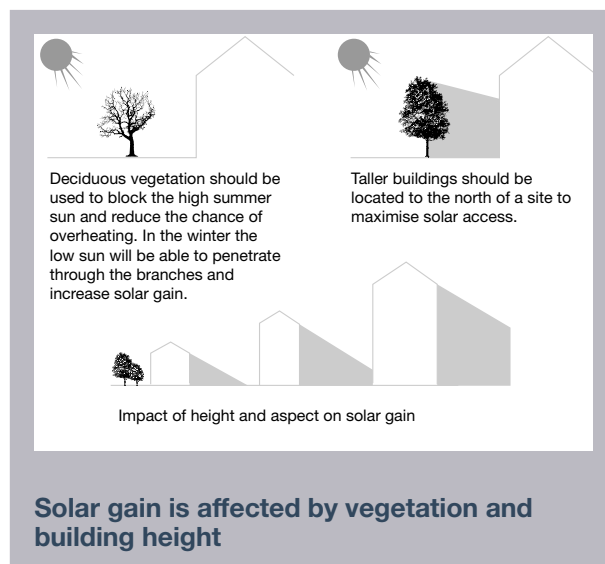 Deciduous vegetation should be
used to block the high summer
sun and reduce the chance of
overheating. In the winter the
low sun will be able to penetrate
through the branches and
increase solar gain.
Taller buildings should be
located to the north of a site to
maximise solar access.
Impact of height and aspect on solar gain
Solar gain is affected by vegetation and
building height